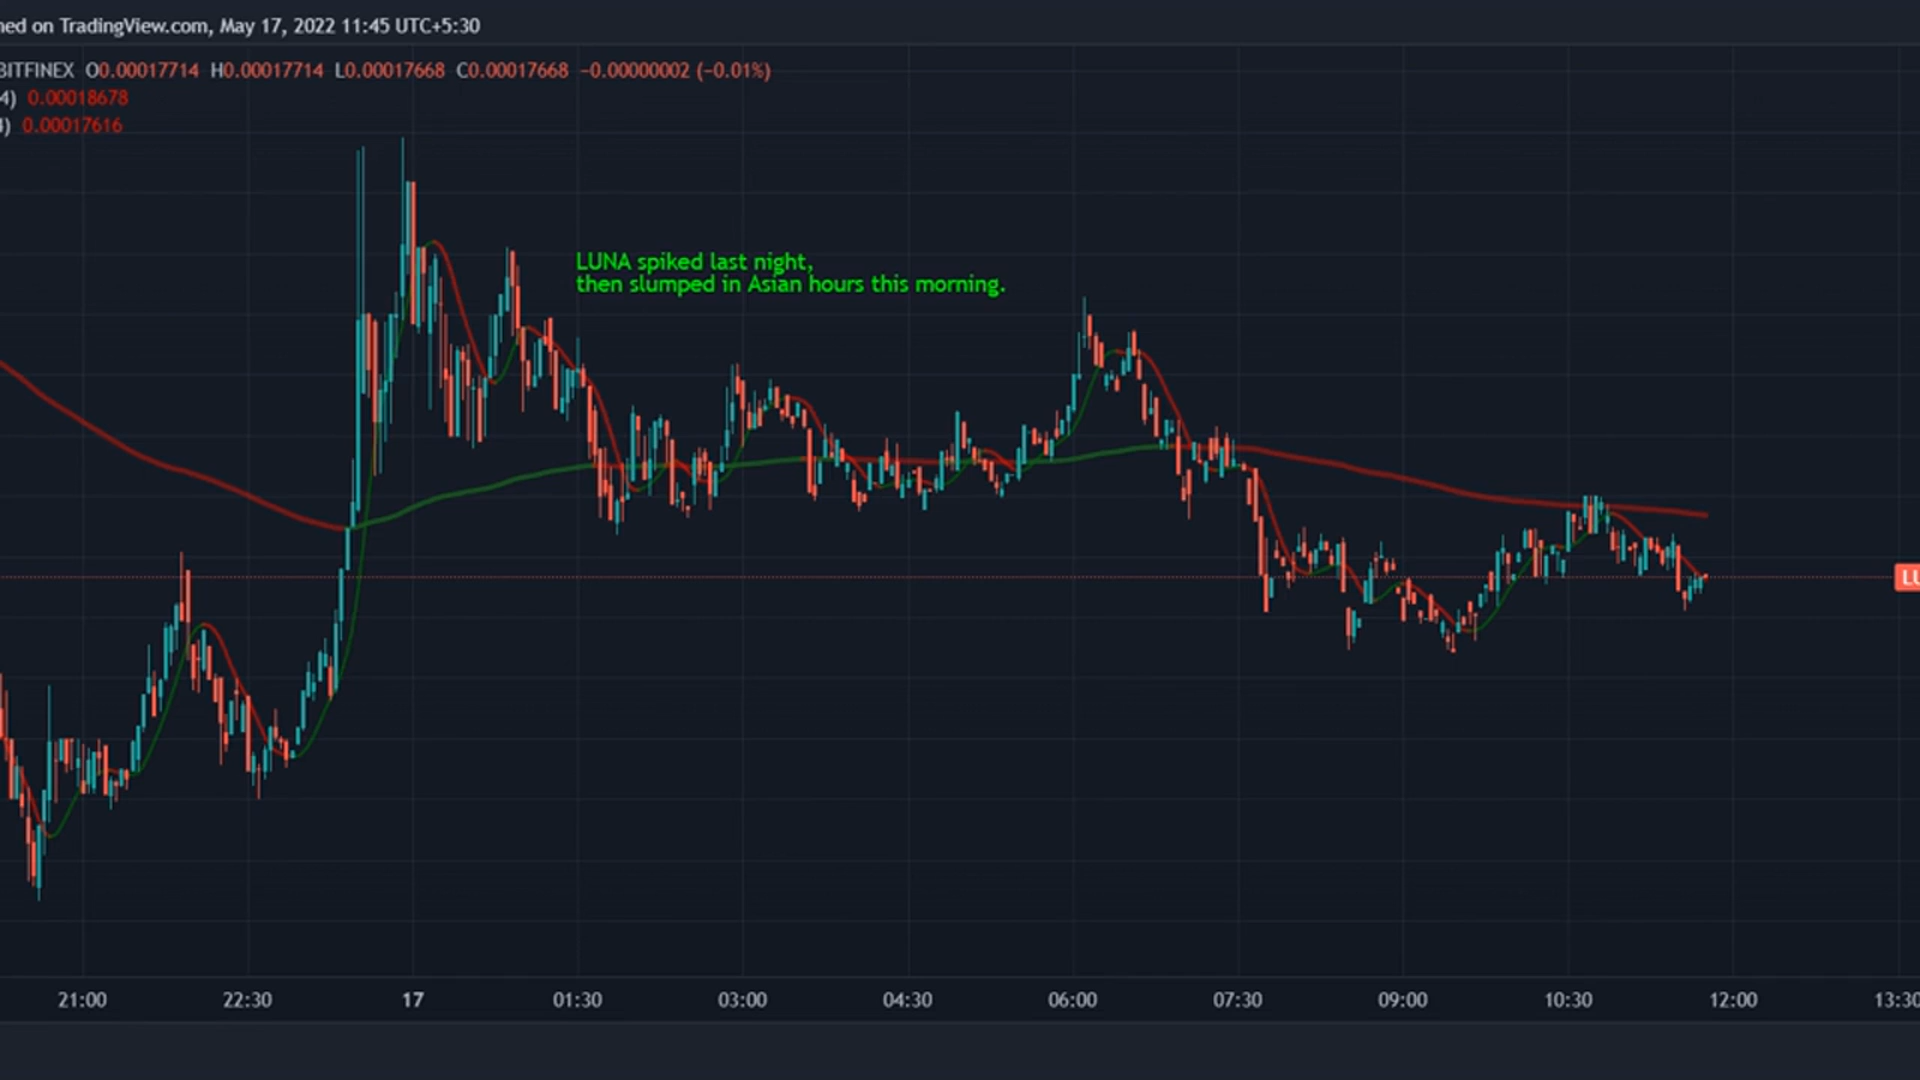 ned on TradingView.com, May 17, 2022 11:45 UTC+5:30
BITFINEX O0.00017714 H0.00017714 L0.00017668 C0.00017668 −0.00000002 (−0.01%)
4) 0.00018678
) 0.00017616
LUNA spiked last night,
then slumped in Asian hours this morning.
LU
21:00 22:30 17 01:30 03:00 04:30 06:00 07:30 09:00 10:30 12:00 13:30